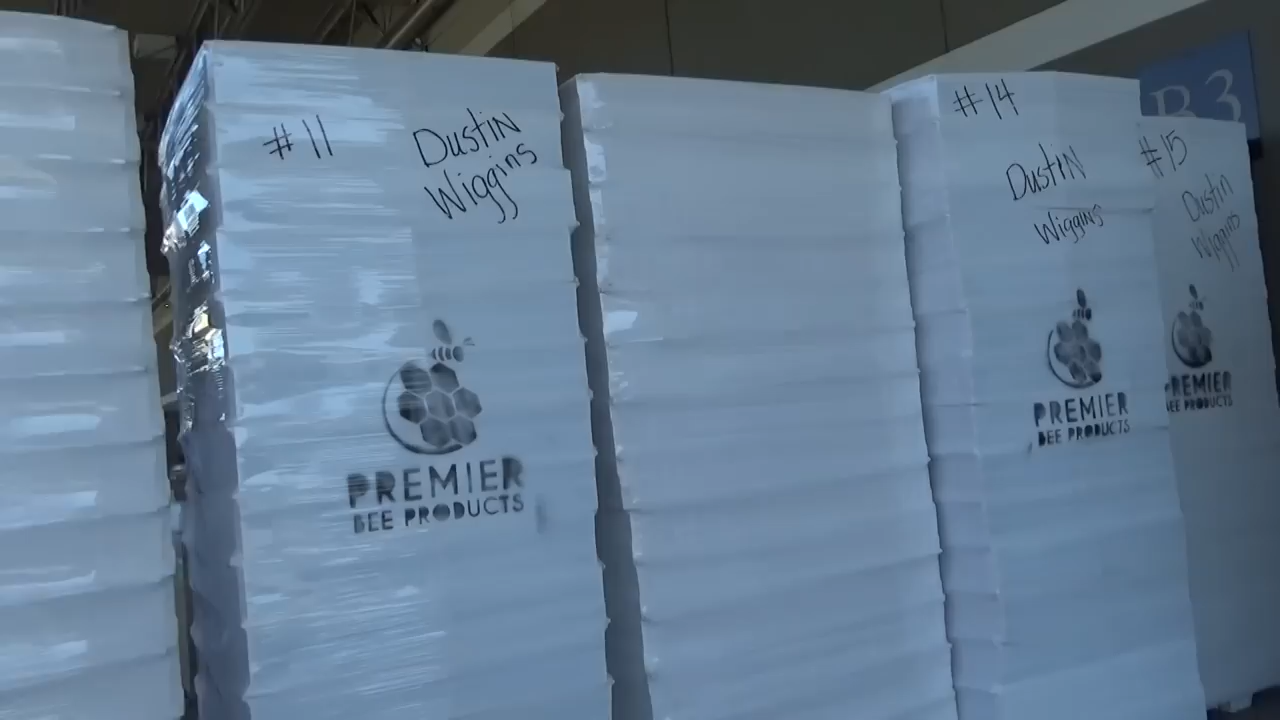 #11
Dustin
Wiggins
PREMIER
BEE PRODUCTS
#14
Dustin
Wiggins
PREMIER
BEE PRODUCTS
B3
#15
Dustin
Wiggins
PREMIER
BEE PRODUCTS